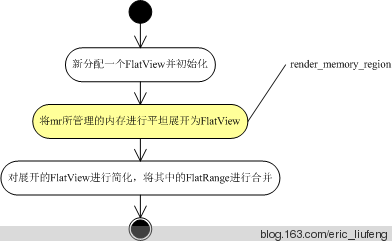 新分配一个FlatView并初始化
render_memory_region
将mr所管理的内存进行平坦展开为FlatView
对展开的FlatView进行简化，将其中的FlatRange进行合并
blog.163.com/eric_liufeng